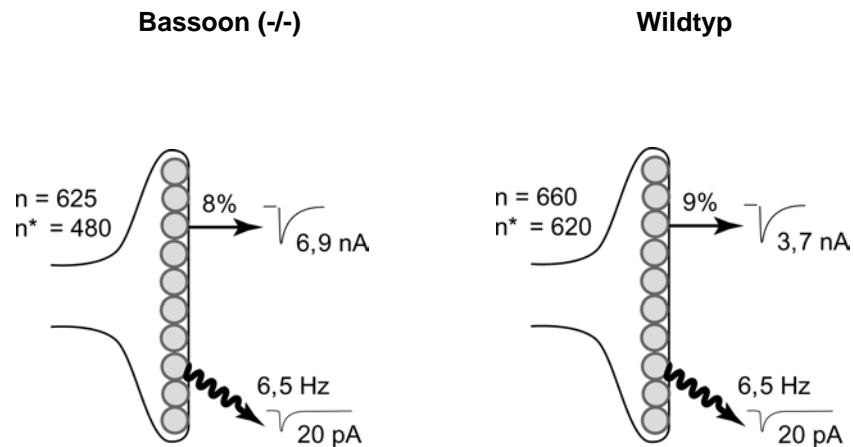 Bassoon (-/-)
n = 625
n* = 480
8%
6,9 nA
6,5 Hz
20 pA
Wildtyp
n = 660
n* = 620
9%
3,7 nA
6,5 Hz
20 pA